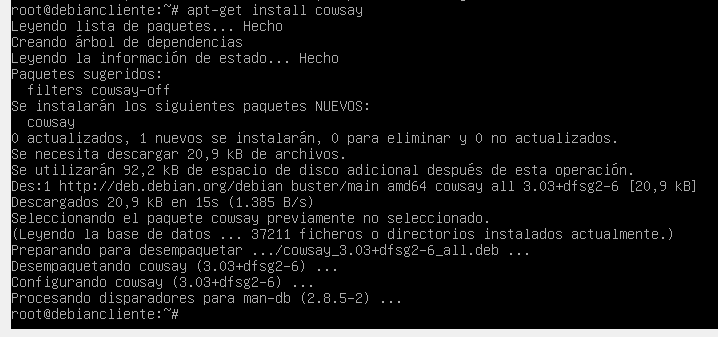 root@debiancliente:~# apt-get install cowsay
Leyendo lista de paquetes... Hecho
Creando árbol de dependencias
Leyendo la información de estado... Hecho
Paquetes sugeridos:
  filters cowsay-off
Se instalarán los siguientes paquetes NUEVOS:
  cowsay
0 actualizados, 1 nuevos se instalarán, 0 para eliminar y 0 no actualizados.
Se necesita descargar 20,9 kB de archivos.
Se utilizarán 92,2 kB de espacio de disco adicional después de esta operación.
Des:1 http://deb.debian.org/debian buster/main amd64 cowsay all 3.03+dfsg2-6 [20,9 kB]
Descargados 20,9 kB en 15s (1.385 B/s)
Seleccionando el paquete cowsay previamente no seleccionado.
(Leyendo la base de datos ... 37211 ficheros o directorios instalados actualmente.)
Preparando para desempaquetar .../cowsay_3.03+dfsg2-6_all.deb ...
Desempaquetando cowsay (3.03+dfsg2-6) ...
Configurando cowsay (3.03+dfsg2-6) ...
Procesando disparadores para man-db (2.8.5-2) ...
root@debiancliente:~#